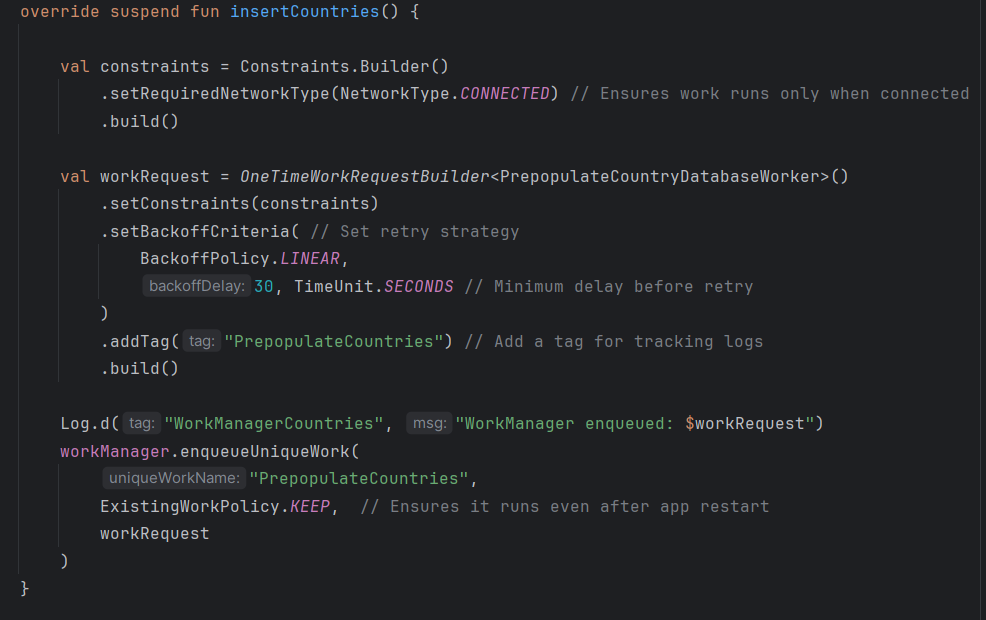 override suspend fun insertCountries() {
val constraints = Constraints.Builder()
.setRequiredNetworkType(NetworkType.CONNECTED) // Ensures work runs only when connected
.build()
val workRequest = OneTimeWorkRequestBuilder<PrepopulateCountryDatabaseWorker>()
.setConstraints(constraints)
.setBackoffCriteria( // Set retry strategy
BackoffPolicy.LINEAR,
backoffDelay: 30, TimeUnit.SECONDS // Minimum delay before retry
)
.addTag( tag: "PrepopulateCountries") // Add a tag for tracking logs
.build()
Log.d( tag: "WorkManagerCountries", msg: "WorkManager enqueued: $workRequest")
workManager.enqueueUniqueWork(
uniqueWorkName: "PrepopulateCountries",
ExistingWorkPolicy.KEEP, // Ensures it runs even after app restart
workRequest
)
}